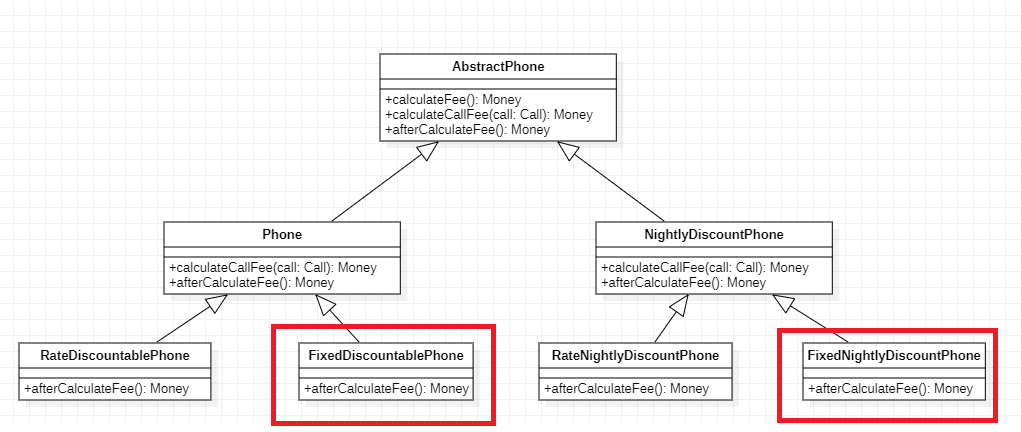 AbstractPhone
+calculateFee(): Money
+calculateCallFee(call: Call): Money
+afterCalculateFee(): Money
Phone
+calculateCallFee(call: Call): Money
+afterCalculateFee(): Money
NightlyDiscountPhone
+calculateCallFee(call: Call): Money
+afterCalculateFee(): Money
RateDiscountablePhone
+afterCalculateFee(): Money
FixedDiscountablePhone
+afterCalculateFee(): Money
RateNightlyDiscountPhone
+afterCalculateFee(): Money
FixedNightlyDiscountPhone
+afterCalculateFee(): Money